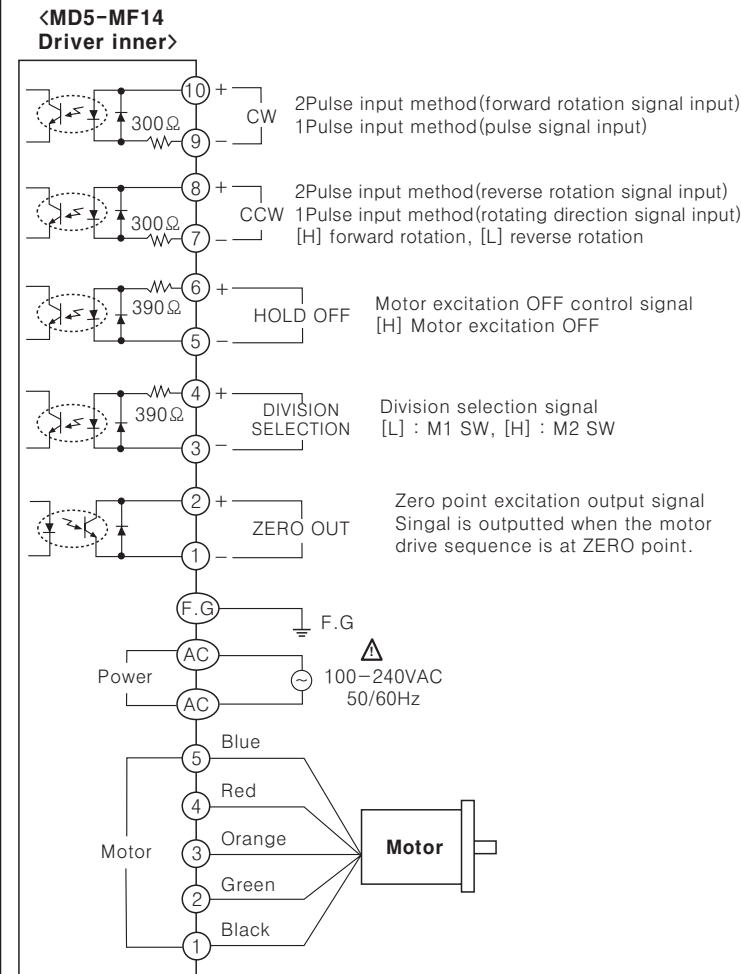 <MD5-MF14
Driver inner>
10 +
CW
300Ω
9 −
2Pulse input method(forward rotation signal input)
1Pulse input method(pulse signal input)
8 +
CCW
300Ω
7 −
2Pulse input method(reverse rotation signal input)
1Pulse input method(rotating direction signal input)
[H] forward rotation, [L] reverse rotation
6 +
390Ω
HOLD OFF
5 −
Motor excitation OFF control signal
[H] Motor excitation OFF
4 +
390Ω
DIVISION
SELECTION
3 −
Division selection signal
[L] : M1 SW, [H] : M2 SW
2 +
ZERO OUT
1 −
Zero point excitation output signal
Singal is outputted when the motor
drive sequence is at ZERO point.
F.G
F.G
AC
Power
100−240VAC
50/60Hz
AC
5 Blue
4 Red
Motor
3 Orange
Motor
2 Green
1 Black